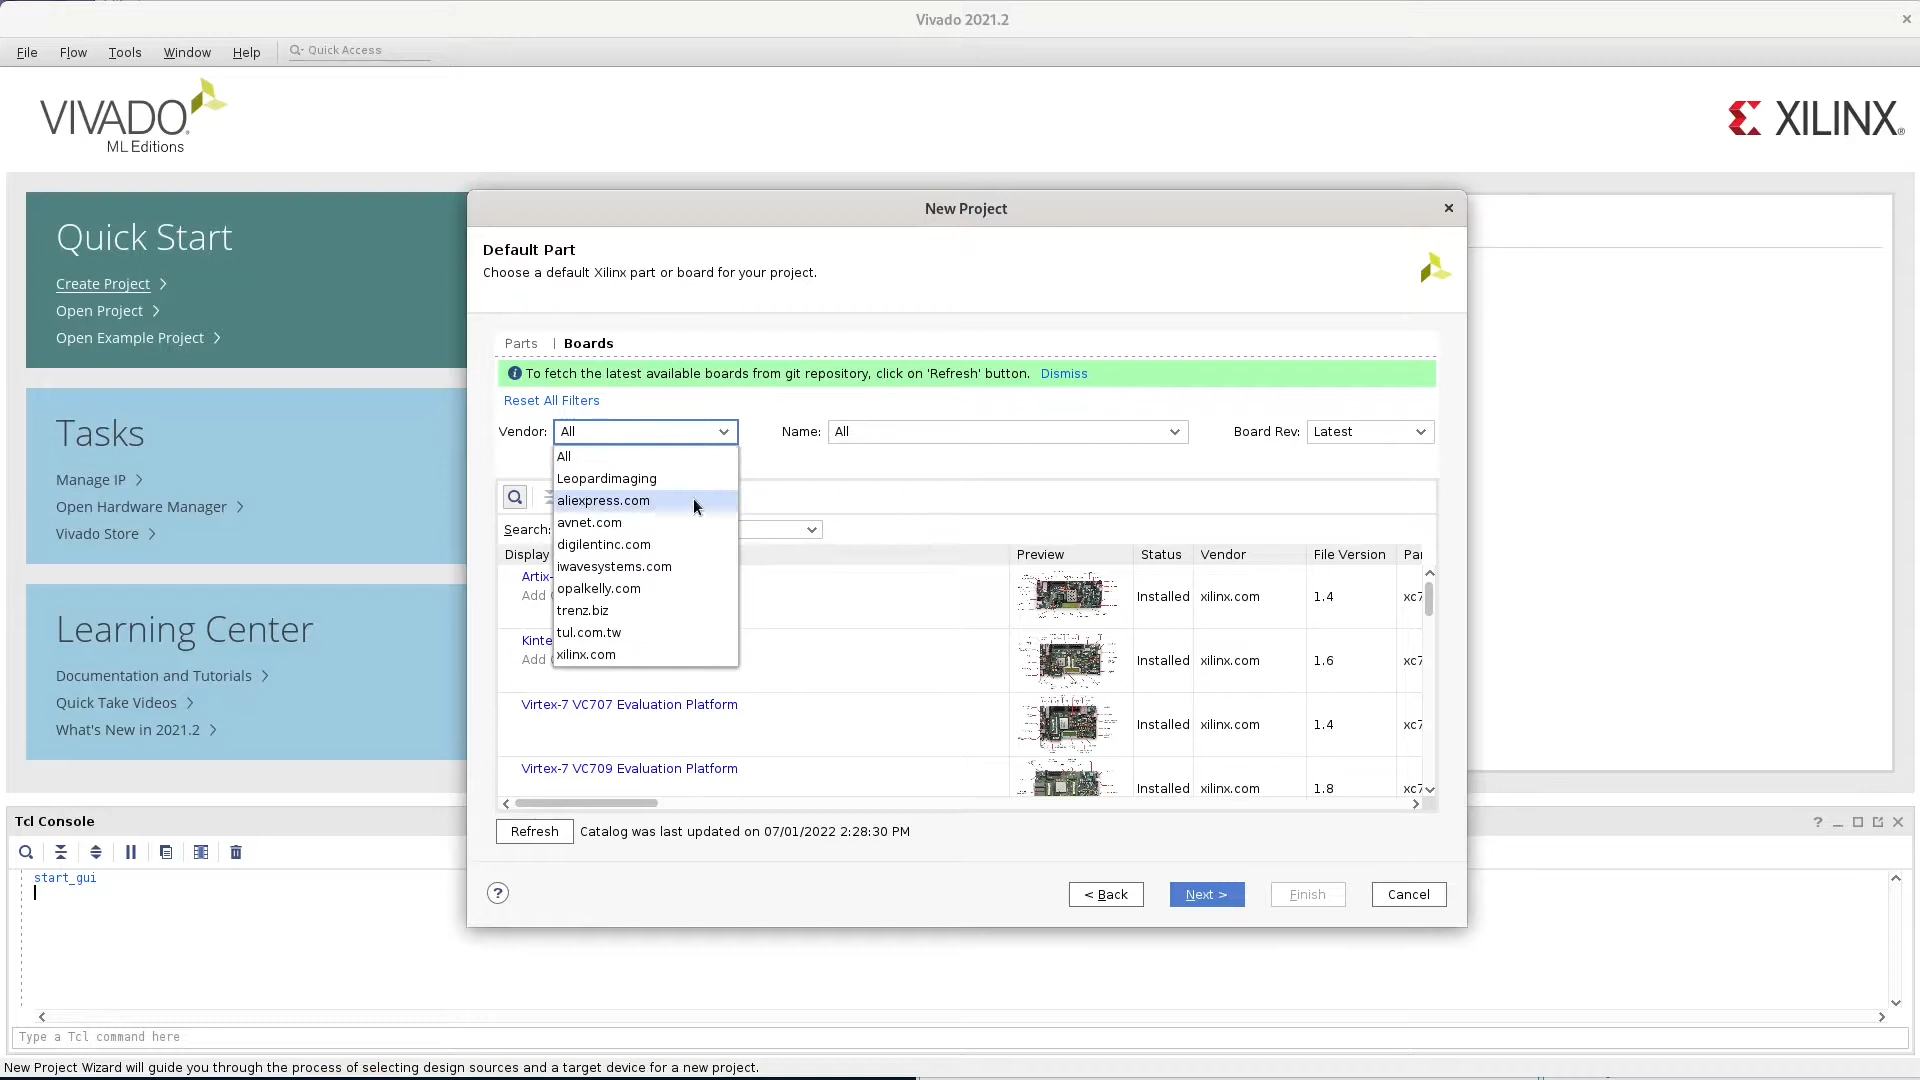 Vivado 2021.2
File Flow Tools Window Help Quick Access
VIVADO
ML Editions
XILINX
Quick Start
Create Project
Open Project
Open Example Project
Tasks
Manage IP
Open Hardware Manager
Vivado Store
Learning Center
Documentation and Tutorials
Quick Take Videos
What's New in 2021.2
New Project
Default Part
Choose a default Xilinx part or board for your project.
Parts | Boards
To fetch the latest available boards from git repository, click on 'Refresh' button. Dismiss
Reset All Filters
Vendor: All Name: All Board Rev: Latest
All
Leopardimaging
aliexpress.com
avnet.com
digilentinc.com
iwavesystems.com
opalkelly.com
trenz.biz
tul.com.tw
xilinx.com
Search:
Display Preview Status Vendor File Version Par
Artix- Installed xilinx.com 1.4 xc7
Add
Kinte Installed xilinx.com 1.6 xc7
Add
Virtex-7 VC707 Evaluation Platform Installed xilinx.com 1.4 xc7
Virtex-7 VC709 Evaluation Platform Installed xilinx.com 1.8 xc7
Refresh Catalog was last updated on 07/01/2022 2:28:30 PM
? < Back Next > Finish Cancel
Tcl Console
start_gui
Type a Tcl command here
New Project Wizard will guide you through the process of selecting design sources and a target device for a new project.